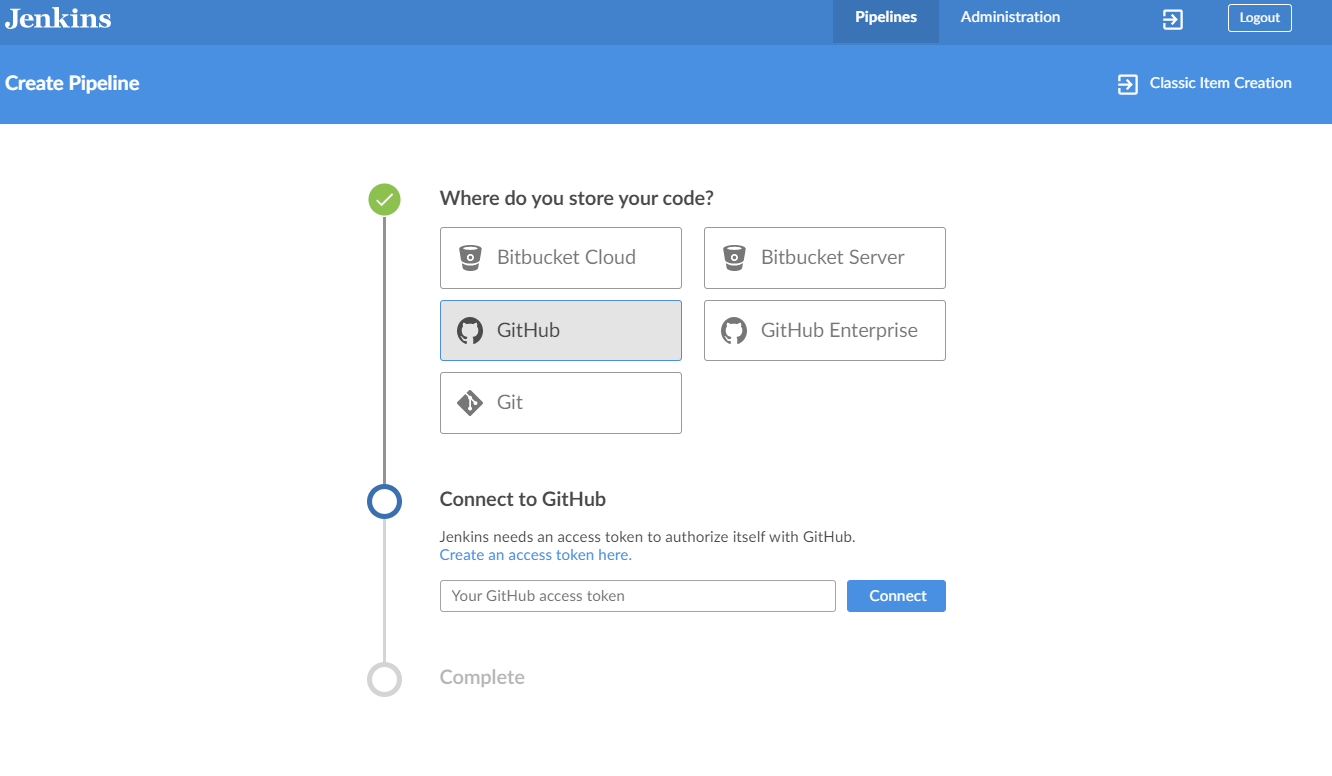 Jenkins
Pipelines
Administration
Logout
Create Pipeline
Classic Item Creation
Where do you store your code?
Bitbucket Cloud
Bitbucket Server
GitHub
GitHub Enterprise
Git
Connect to GitHub
Jenkins needs an access token to authorize itself with GitHub.
Create an access token here.
Your GitHub access token
Connect
Complete